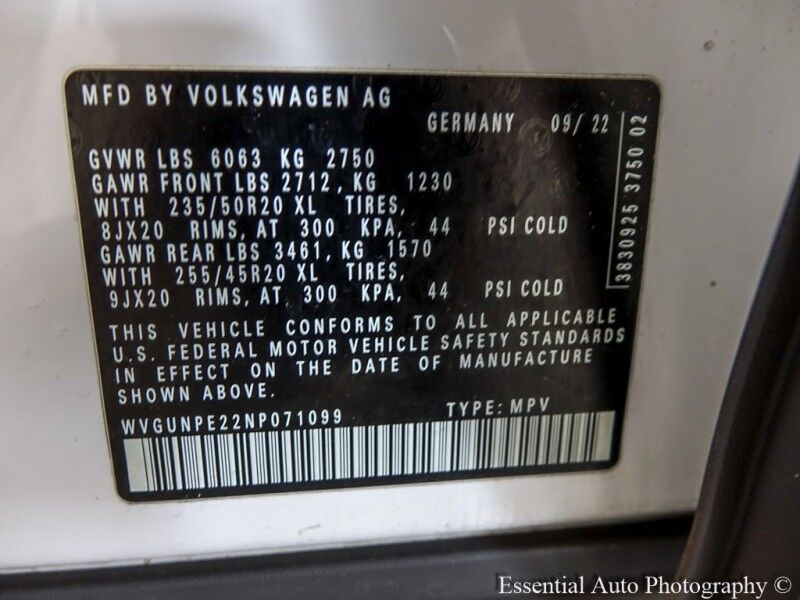 MFD BY VOLKSWAGEN AG
GERMANY 09/ 22
GVWR LBS 6063 KG 2750
GAWR FRONT LBS 2712, KG 1230
WITH 235/50R20 XL TIRES,
8JX20 RIMS, AT 300 KPA, 44 PSI COLD
GAWR REAR LBS 3461, KG 1570
WITH 255/45R20 XL TIRES,
9JX20 RIMS, AT 300 KPA, 44 PSI COLD
THIS VEHICLE CONFORMS TO ALL APPLICABLE
U.S. FEDERAL MOTOR VEHICLE SAFETY STANDARDS
IN EFFECT ON THE DATE OF MANUFACTURE
SHOWN ABOVE.
WVGUNPE22NP071099 TYPE: MPV
3830925 3750 02
Essential Auto Photography ©